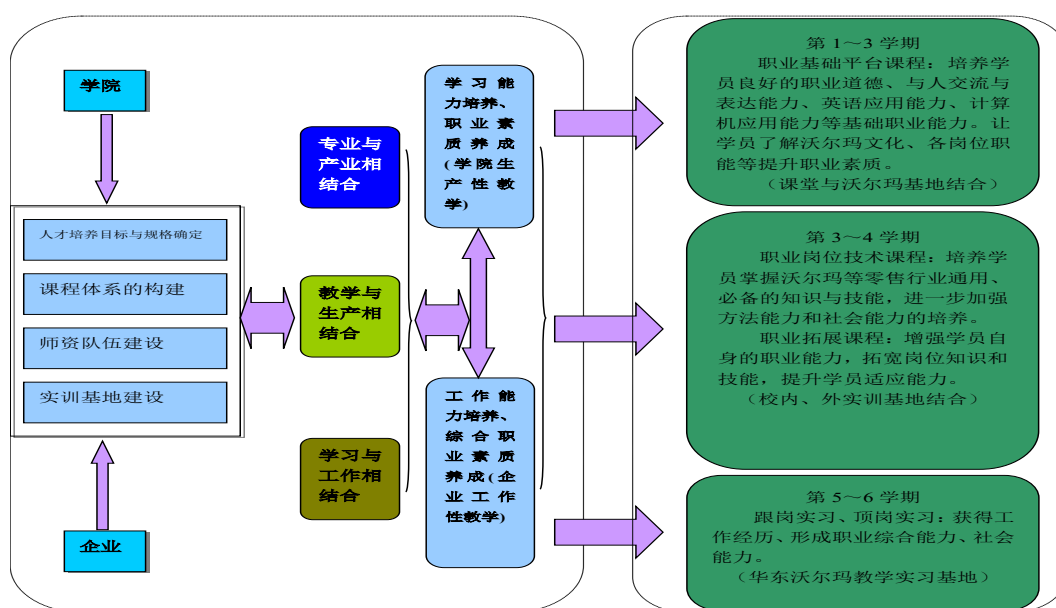 学院
人才培养目标与规格确定
课程体系的构建
师资队伍建设
实训基地建设
企业
专业与
产业相
结合
教学与
生产相
结合
学习与
工作相
结合
学习能
力培养、
职业素
质养成
(学院生
产性教
学)
工作能
力培养、
综合职
业素质
养成(企
业工作
性教学)
第1～3学期
职业基础平台课程：培养学
员良好的职业道德、与人交流与
表达能力、英语应用能力、计算
机应用能力等基础职业能力。让
学员了解沃尔玛文化、各岗位职
能等提升职业素质。
（课堂与沃尔玛基地结合）
第3～4学期
职业岗位技术课程：培养学
员掌握沃尔玛等零售行业通用、
必备的知识与技能，进一步加强
方法能力和社会能力的培养。
职业拓展课程：增强学员自
身的职业能力，拓宽岗位知识和
技能，提升学员适应能力。
（校内、外实训基地结合）
第5～6学期
跟岗实习、顶岗实习：获得工
作经历、形成职业综合能力、社会
能力。
（华东沃尔玛教学实习基地）